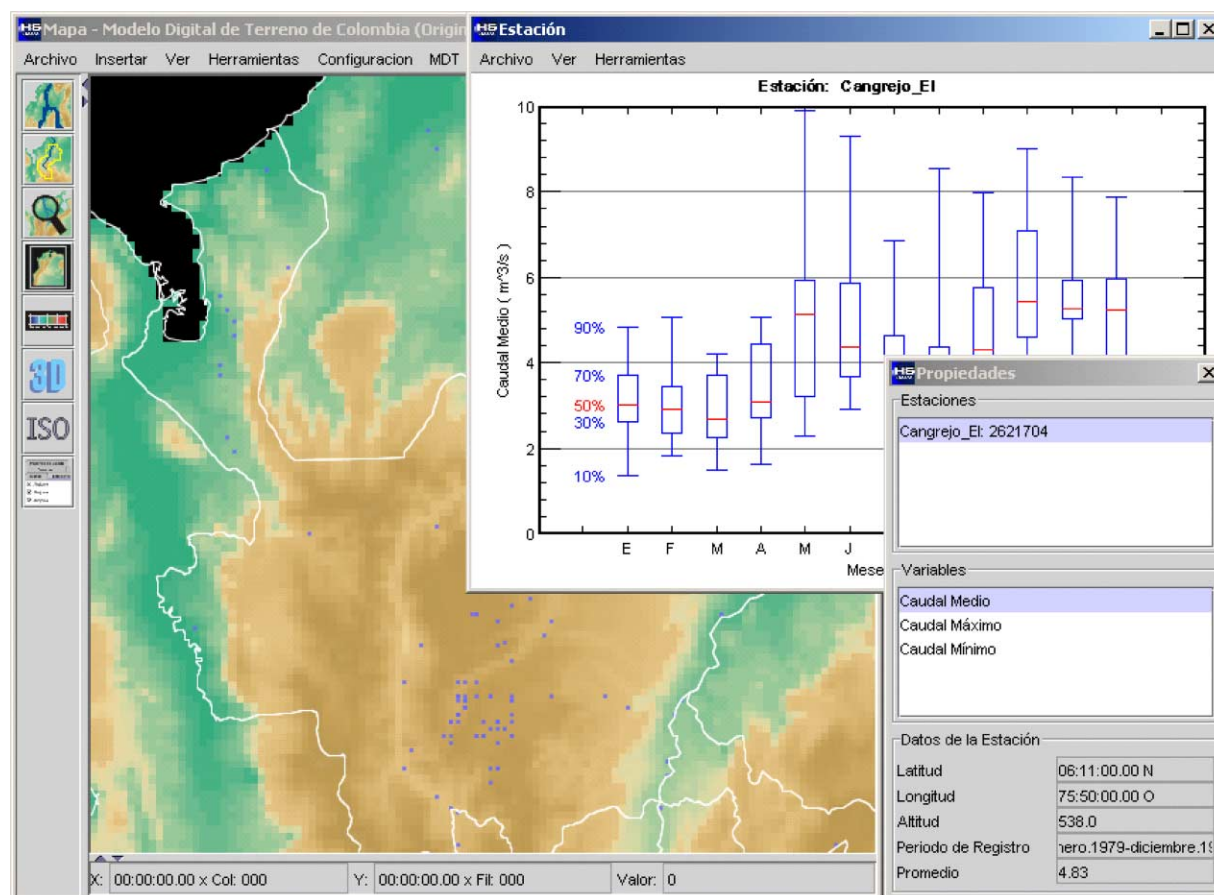 Mapa - Modelo Digital de Terreno de Colombia (Origin
Archivo Insertar Ver Herramientas Configuracion MDT
3D
ISO
X: 00:00:00.00 x Col: 000 Y: 00:00:00.00 x Fil: 000 Valor: 0
Estación
Archivo Ver Herramientas
Estación: Cangrejo_El
Caudal Medio ( m^3/s )
10
8
6
4
2
0
90%
70%
50%
30%
10%
E F M A M J
Mese
Propiedades
Estaciones
Cangrejo_El: 2621704
Variables
Caudal Medio
Caudal Máximo
Caudal Mínimo
Datos de la Estación
Latitud 06:11:00.00 N
Longitud 75:50:00.00 O
Altitud 538.0
Periodo de Registro nero.1979-diciembre.19
Promedio 4.83